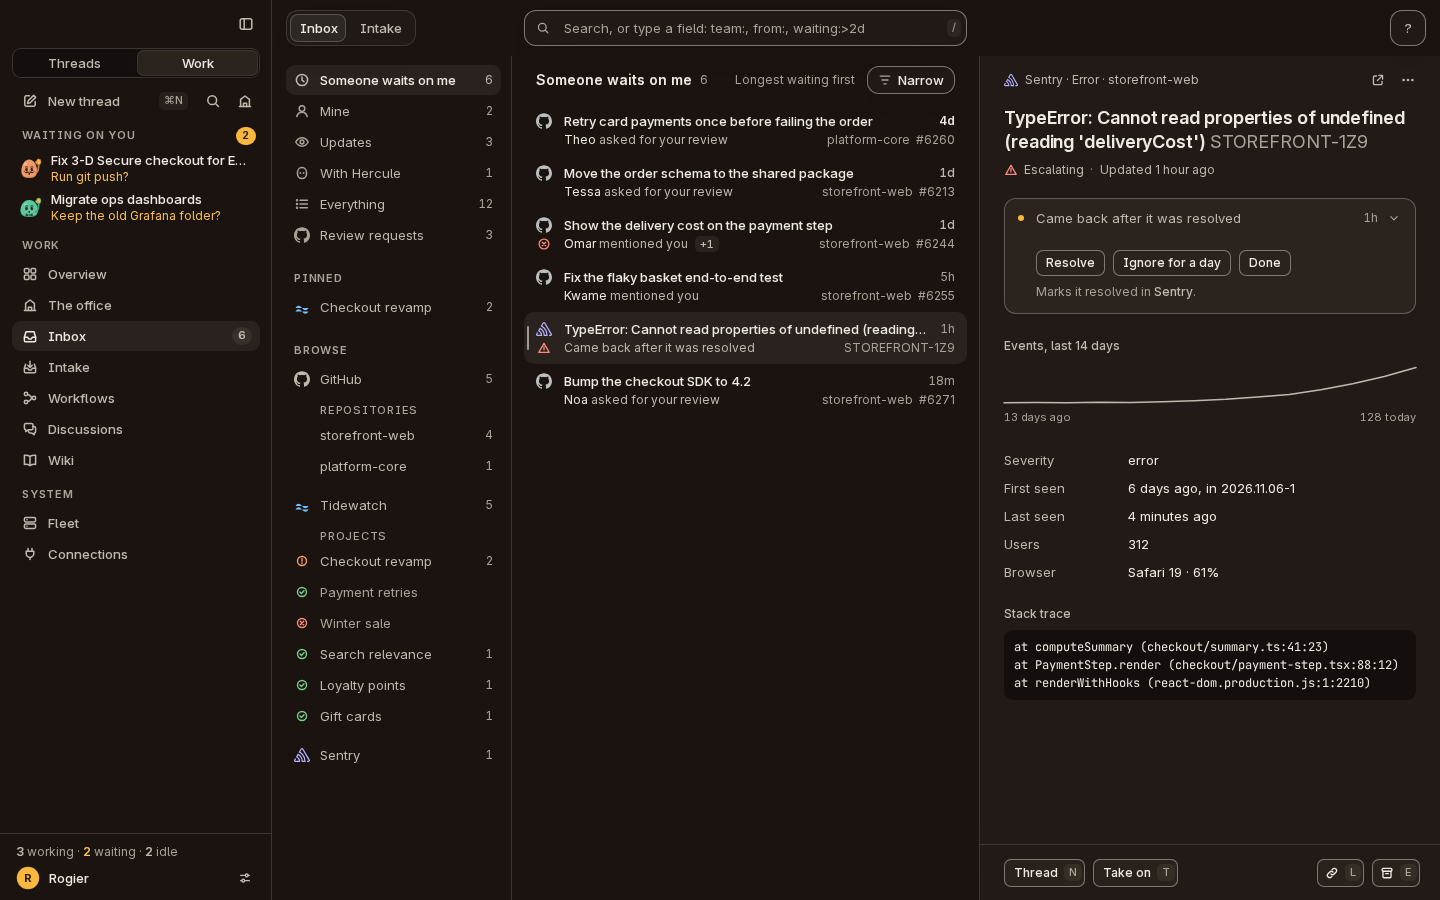 Threads
Work
New thread
⌘N
WAITING ON YOU
2
Fix 3-D Secure checkout for E...
Run git push?
Migrate ops dashboards
Keep the old Grafana folder?
WORK
Overview
The office
Inbox
6
Intake
Workflows
Discussions
Wiki
SYSTEM
Fleet
Connections
3 working · 2 waiting · 2 idle
R
Rogier
Inbox
Intake
Someone waits on me
6
Mine
2
Updates
3
With Hercule
1
Everything
12
Review requests
3
PINNED
Checkout revamp
2
BROWSE
GitHub
5
REPOSITORIES
storefront-web
4
platform-core
1
Tidewatch
5
PROJECTS
Checkout revamp
2
Payment retries
Winter sale
Search relevance
1
Loyalty points
1
Gift cards
1
Sentry
1
Search, or type a field: team:, from:, waiting:>2d
/
?
Someone waits on me 6
Longest waiting first
Narrow
Retry card payments once before failing the order
4d
Theo asked for your review
platform-core #6260
Move the order schema to the shared package
1d
Tessa asked for your review
storefront-web #6213
Show the delivery cost on the payment step
1d
Omar mentioned you +1
storefront-web #6244
Fix the flaky basket end-to-end test
5h
Kwame mentioned you
storefront-web #6255
TypeError: Cannot read properties of undefined (reading...
1h
Came back after it was resolved
STOREFRONT-1Z9
Bump the checkout SDK to 4.2
18m
Noa asked for your review
storefront-web #6271
Sentry · Error · storefront-web
TypeError: Cannot read properties of undefined
(reading 'deliveryCost') STOREFRONT-1Z9
Escalating · Updated 1 hour ago
Came back after it was resolved
1h
Resolve
Ignore for a day
Done
Marks it resolved in Sentry.
Events, last 14 days
13 days ago
128 today
Severity
error
First seen
6 days ago, in 2026.11.06-1
Last seen
4 minutes ago
Users
312
Browser
Safari 19 · 61%
Stack trace
at computeSummary (checkout/summary.ts:41:23)
at PaymentStep.render (checkout/payment-step.tsx:88:12)
at renderWithHooks (react-dom.production.js:1:2210)
Thread N
Take on T
L
E